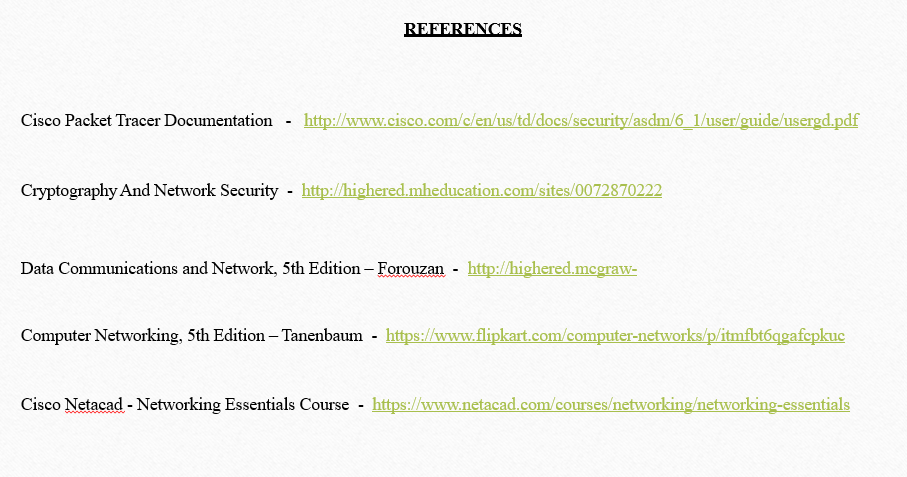 REFERENCES
Cisco Packet Tracer Documentation - http://www.cisco.com/c/en/us/td/docs/security/asdm/6_1/user/guide/usergd.pdf
Cryptography And Network Security - http://highered.mheducation.com/sites/0072870222
Data Communications and Network, 5th Edition – Forouzan - http://highered.mcgraw-
Computer Networking, 5th Edition – Tanenbaum - https://www.flipkart.com/computer-networks/p/itmfbt6qgafcpkuc
Cisco Netacad - Networking Essentials Course - https://www.netacad.com/courses/networking/networking-essentials